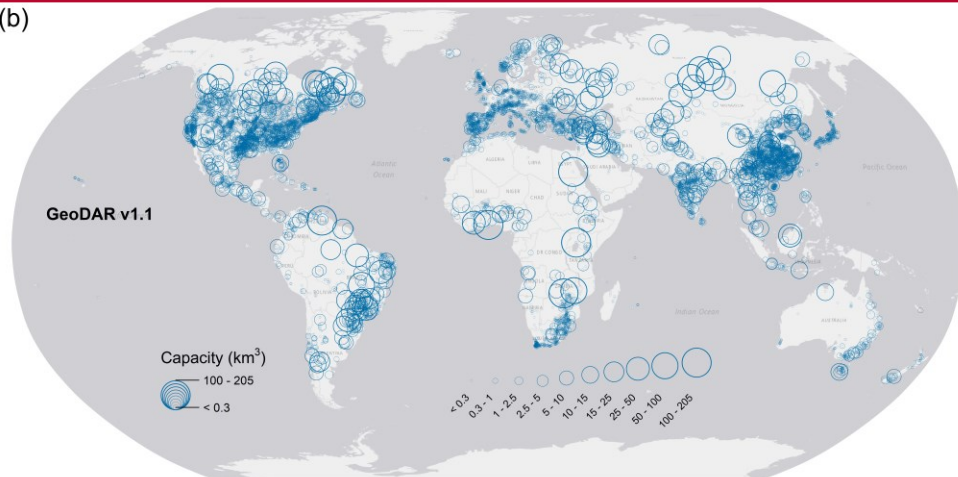 (b)
Atlantic
Ocean
Pacific Ocean
ALGERIA
LIBYA
MALI
NIGER
CHAD
GeoDAR v1.1
DR CONGO
Indian Ocean
AUSTRALIA
Capacity (km³)
100 - 205
< 0.3
< 0.3
0.3 - 1
1 - 2.5
2.5 - 5
5 - 10
10 - 15
15 - 25
25 - 50
50 - 100
100 - 205